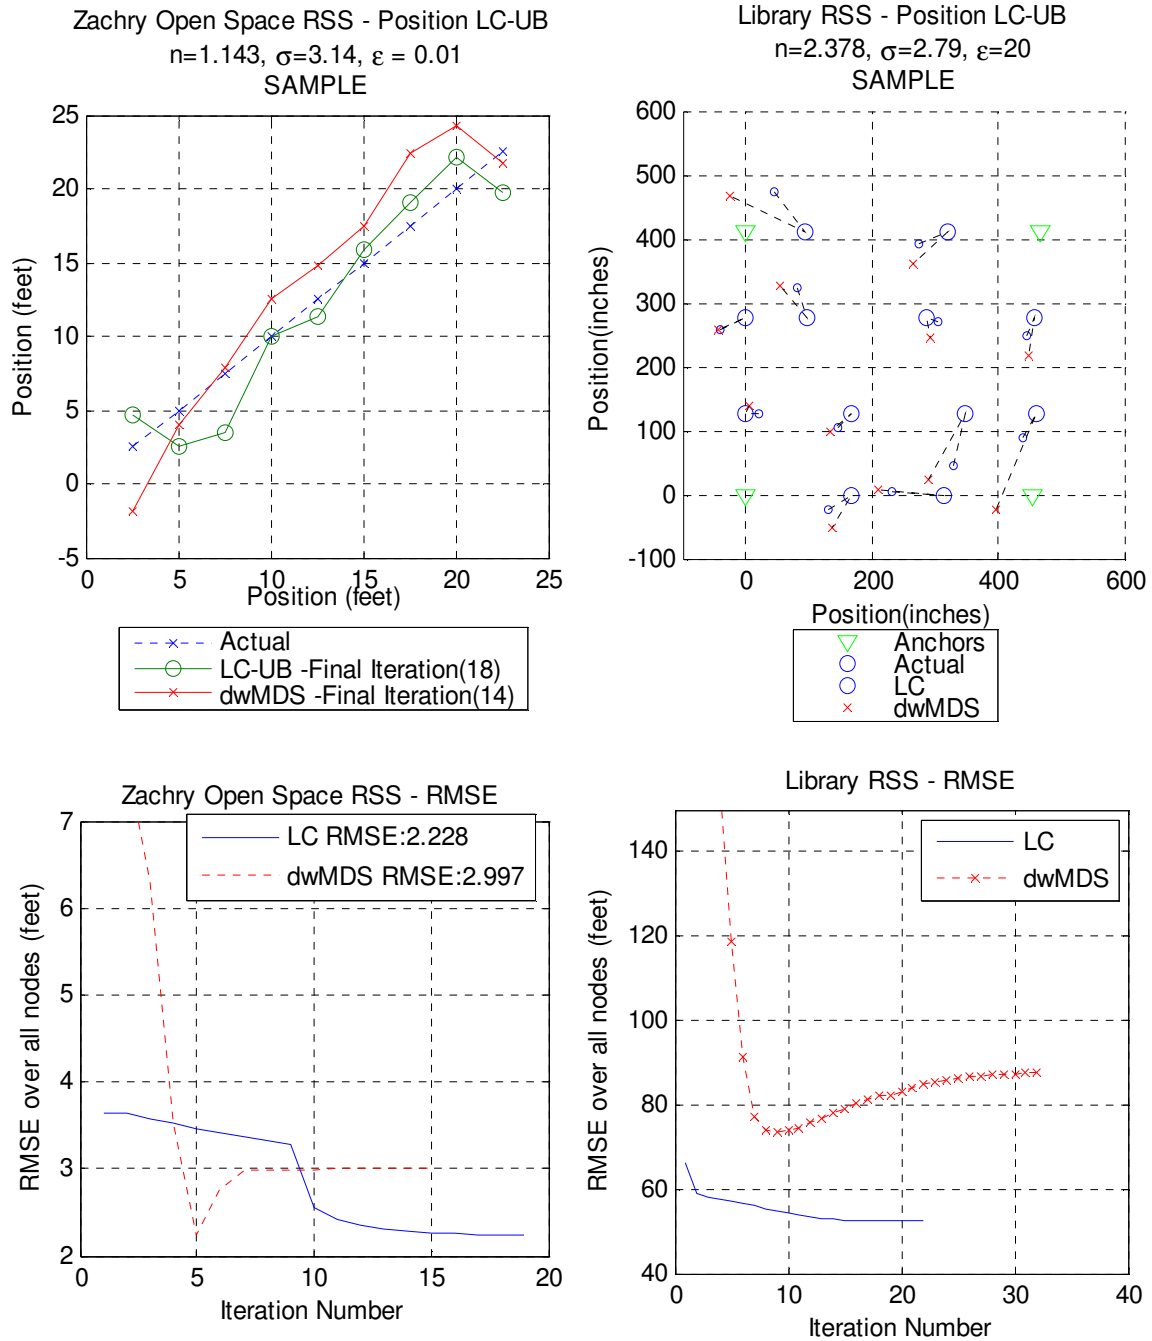 Zachry Open Space RSS - Position LC-UB
n=1.143, σ=3.14, ε = 0.01
SAMPLE
25
20
15
10
5
0
-5
0
5
10
15
20
25
Position (feet)
Position (feet)
Actual
LC-UB -Final Iteration(18)
dwMDS -Final Iteration(14)
Library RSS - Position LC-UB
n=2.378, σ=2.79, ε=20
SAMPLE
600
500
400
300
200
100
0
-100
0
200
400
600
Position(inches)
Position(inches)
Anchors
Actual
LC
dwMDS
Zachry Open Space RSS - RMSE
LC RMSE:2.228
dwMDS RMSE:2.997
7
6
5
4
3
2
0
5
10
15
20
RMSE over all nodes (feet)
Iteration Number
Library RSS - RMSE
LC
dwMDS
140
120
100
80
60
40
0
10
20
30
40
RMSE over all nodes (feet)
Iteration Number